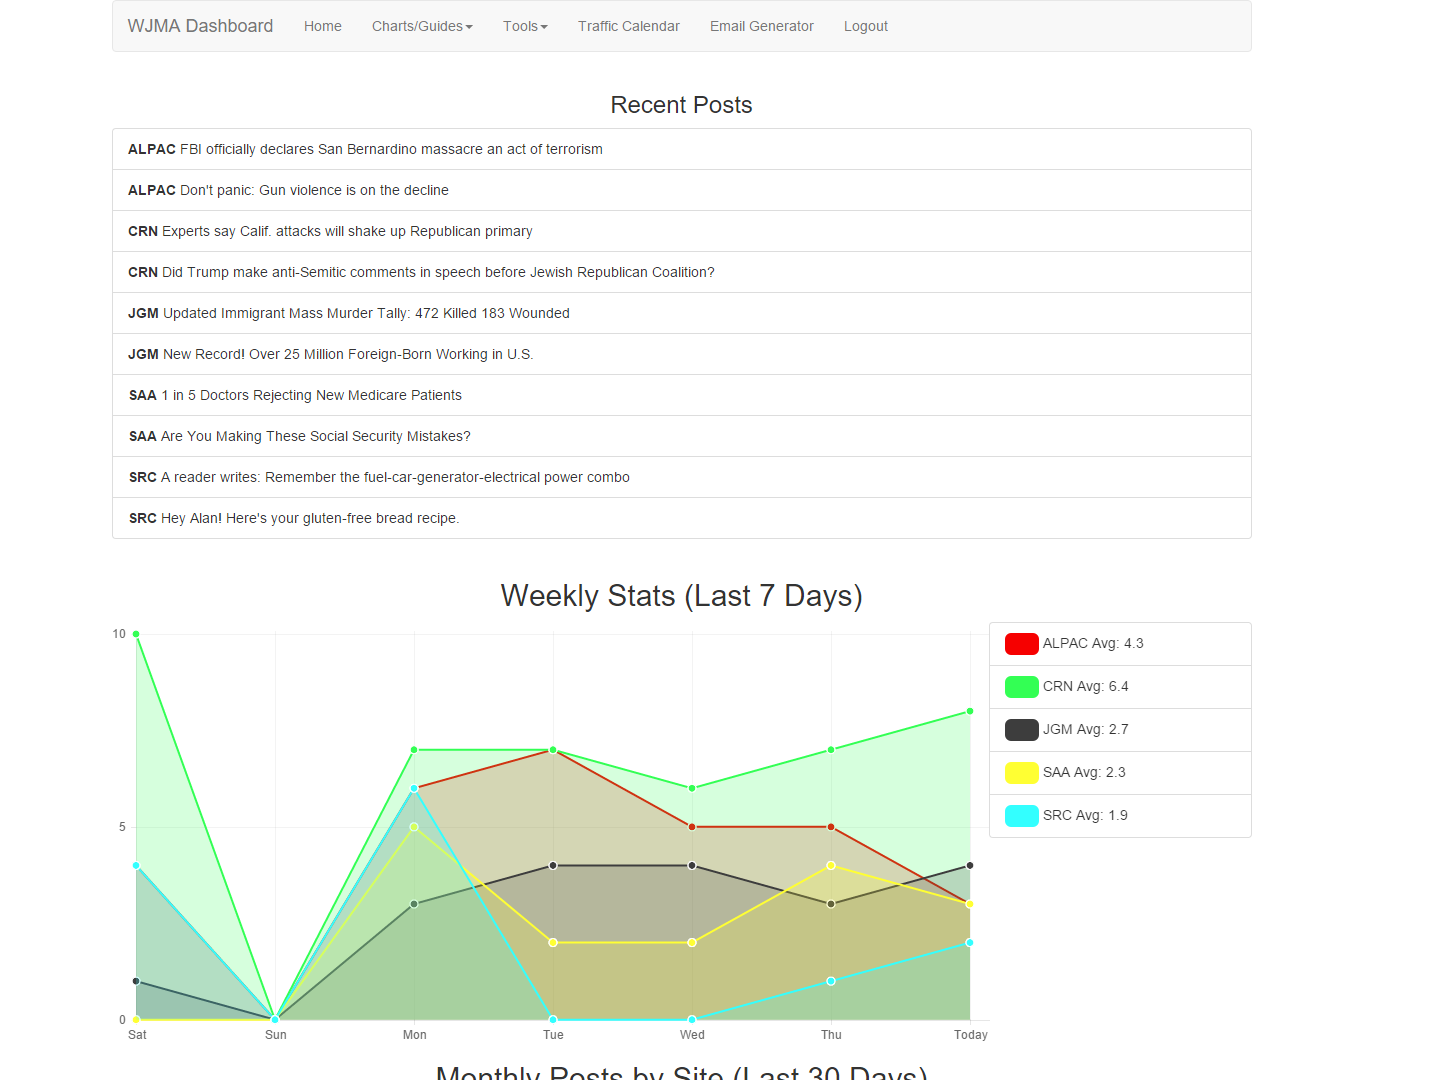 WJMA Dashboard Home Charts/Guides Tools Traffic Calendar Email Generator Logout
Recent Posts
ALPAC FBI officially declares San Bernardino massacre an act of terrorism
ALPAC Don't panic: Gun violence is on the decline
CRN Experts say Calif. attacks will shake up Republican primary
CRN Did Trump make anti-Semitic comments in speech before Jewish Republican Coalition?
JGM Updated Immigrant Mass Murder Tally: 472 Killed 183 Wounded
JGM New Record! Over 25 Million Foreign-Born Working in U.S.
SAA 1 in 5 Doctors Rejecting New Medicare Patients
SAA Are You Making These Social Security Mistakes?
SRC A reader writes: Remember the fuel-car-generator-electrical power combo
SRC Hey Alan! Here's your gluten-free bread recipe.
Weekly Stats (Last 7 Days)
10
5
0
Sat Sun Mon Tue Wed Thu Today
ALPAC Avg: 4.3
CRN Avg: 6.4
JGM Avg: 2.7
SAA Avg: 2.3
SRC Avg: 1.9
Monthly Posts by Site (Last 30 Days)